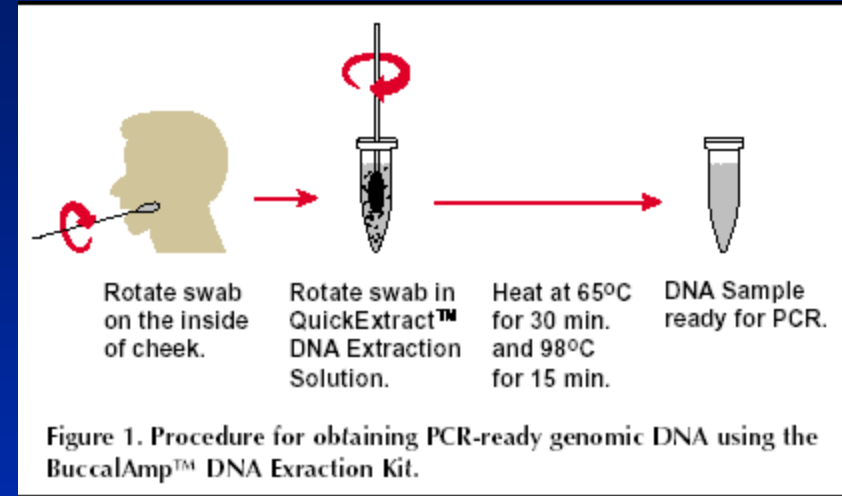 Rotate swab
on the inside
of cheek.
Rotate swab in
QuickExtract™
DNA Extraction
Solution.
Heat at 65ºC
for 30 min.
and 98ºC
for 15 min.
DNA Sample
ready for PCR.
Figure 1. Procedure for obtaining PCR-ready genomic DNA using the
BuccalAmp™ DNA Exraction Kit.